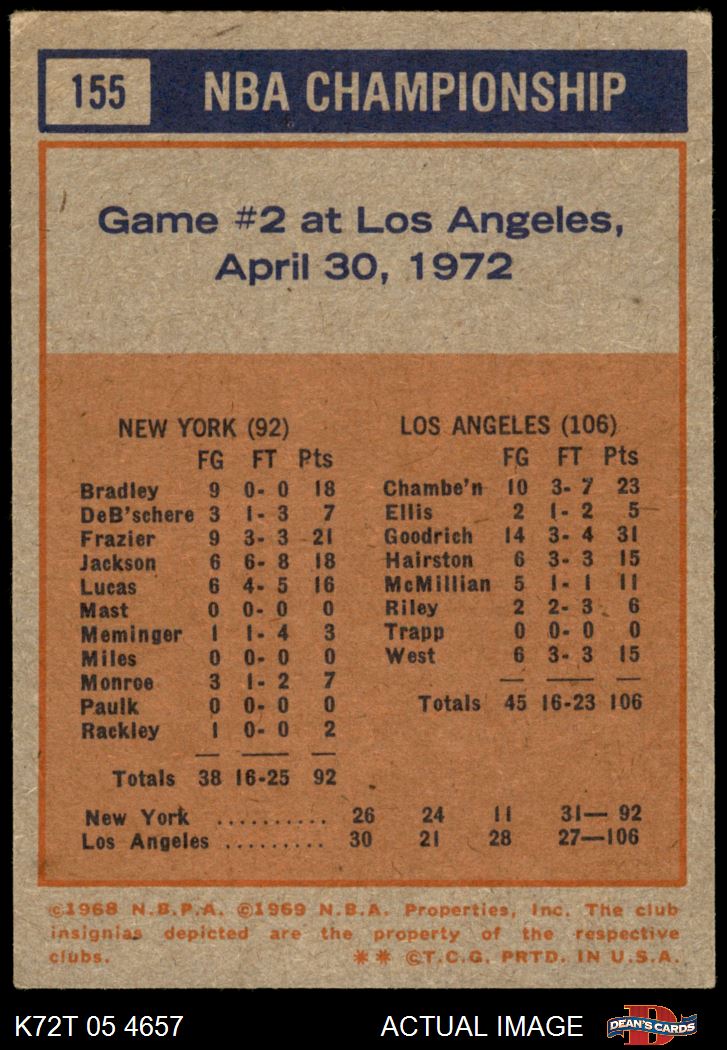 155 NBA CHAMPIONSHIP
Game #2 at Los Angeles,
April 30, 1972
NEW YORK (92)
FG FT Pts
Bradley 9 0- 0 18
DeB'schere 3 1- 3 7
Frazier 9 3- 3 21
Jackson 6 6- 8 18
Lucas 6 4- 5 16
Mast 0 0- 0 0
Meminger 1 1- 4 3
Miles 0 0- 0 0
Monroe 3 1- 2 7
Paulk 0 0- 0 0
Rackley 1 0- 0 2
Totals 38 16-25 92
LOS ANGELES (106)
FG FT Pts
Chambe'n 10 3- 7 23
Ellis 2 1- 2 5
Goodrich 14 3- 4 31
Hairston 6 3- 3 15
McMillian 5 1- 1 11
Riley 2 2- 3 6
Trapp 0 0- 0 0
West 6 3- 3 15
Totals 45 16-23 106
New York .......... 26 24 11 31— 92
Los Angeles ......... 30 21 28 27—106
©1968 N.B.P.A. ©1969 N.B.A. Properties, Inc. The club
insignias depicted are the property of the respective
clubs. ** ©T.C.G. PRTD. IN U.S.A.
K72T 05 4657 ACTUAL IMAGE D DEAN'S CARDS